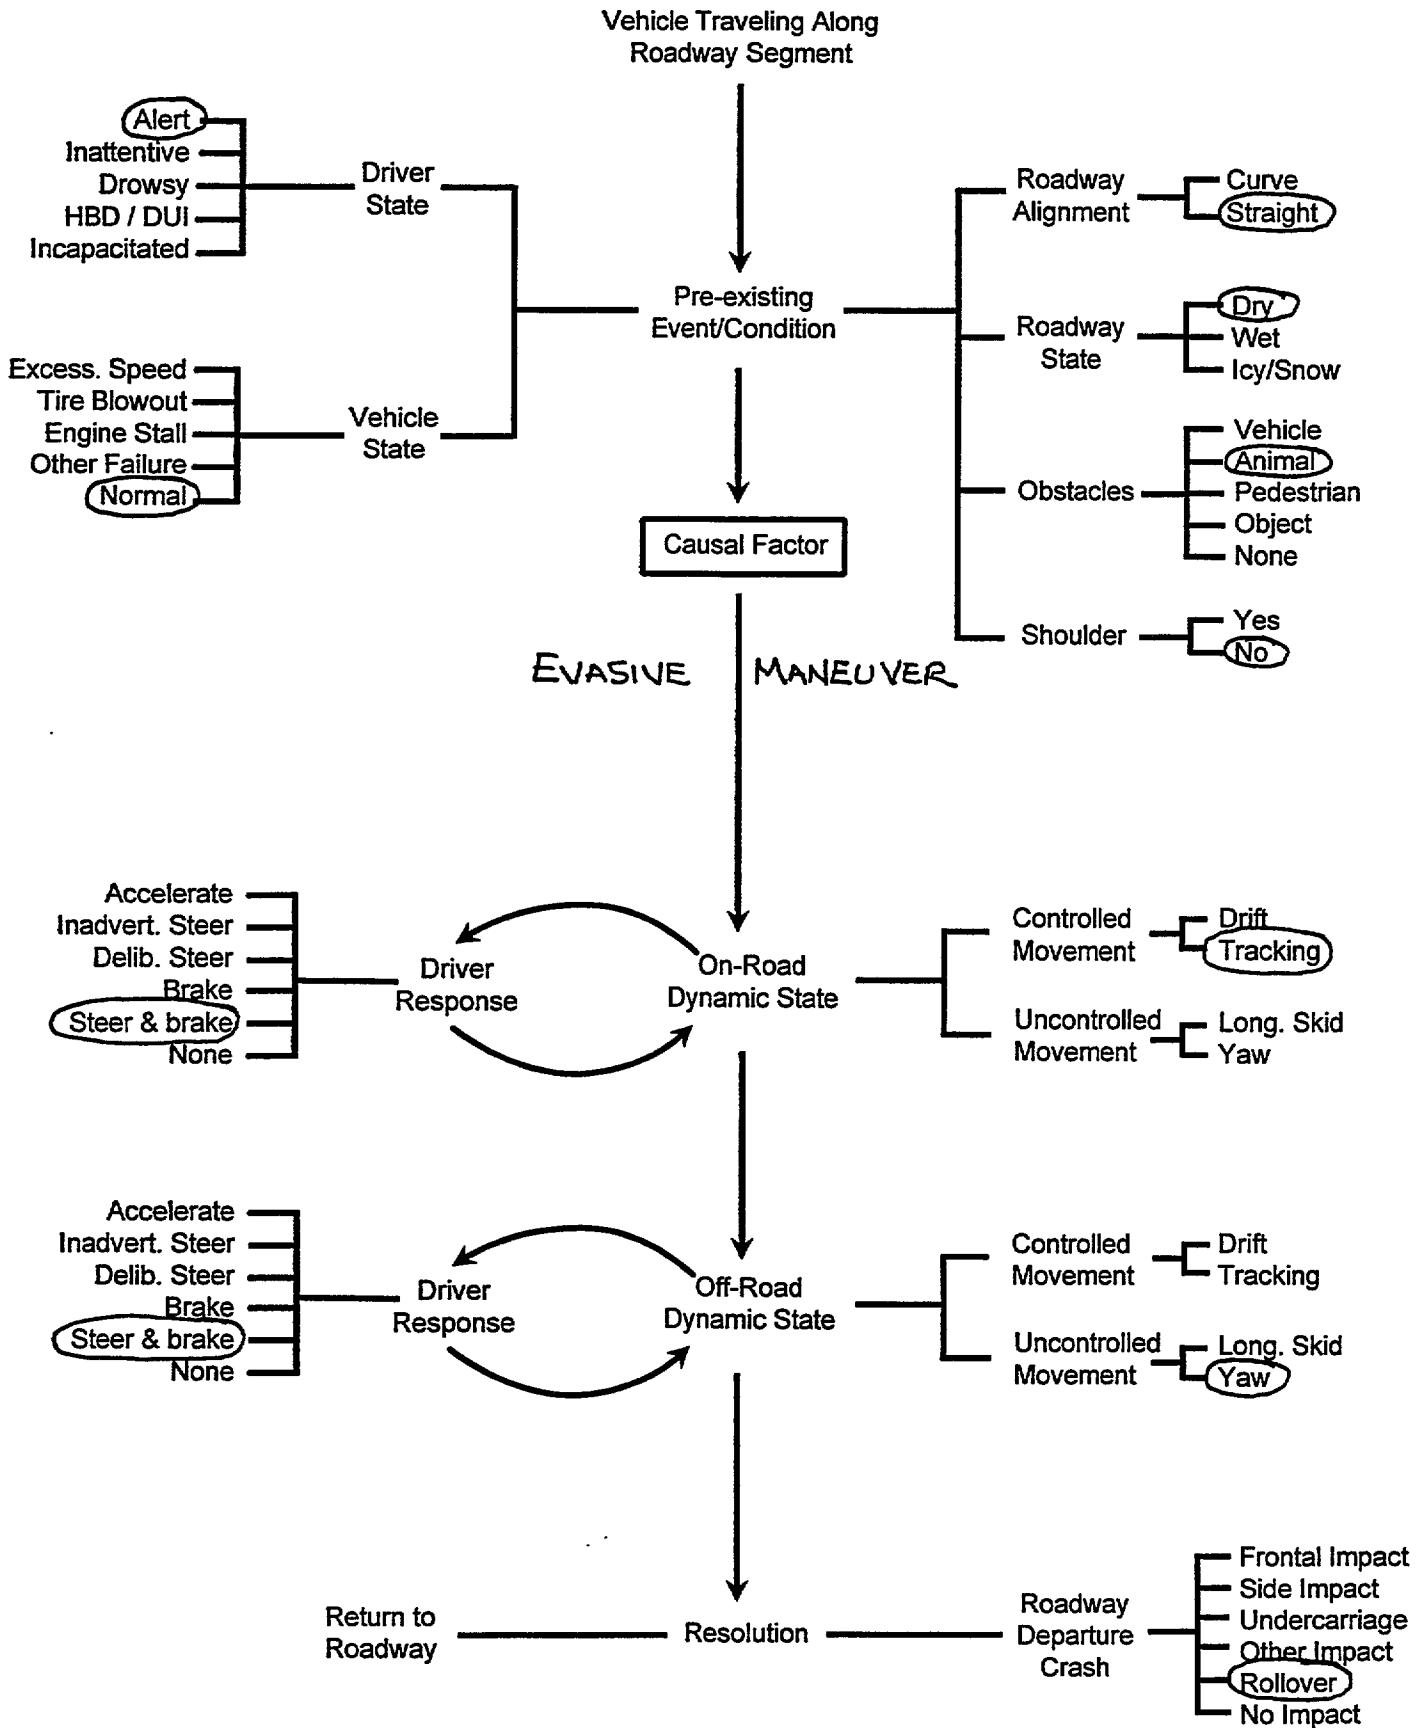 Vehicle Traveling Along
Roadway Segment
Alert
Inattentive
Drowsy
HBD / DUI
Incapacitated
Driver
State
Excess. Speed
Tire Blowout
Engine Stall
Other Failure
Normal
Vehicle
State
Pre-existing
Event/Condition
Roadway
Alignment
Curve
Straight
Roadway
State
Dry
Wet
Icy/Snow
Obstacles
Vehicle
Animal
Pedestrian
Object
None
Shoulder
Yes
No
Causal Factor
EVASIVE MANEUVER
Accelerate
Inadvert. Steer
Delib. Steer
Brake
Steer & brake
None
Driver
Response
On-Road
Dynamic State
Controlled
Movement
Drift
Tracking
Uncontrolled
Movement
Long. Skid
Yaw
Accelerate
Inadvert. Steer
Delib. Steer
Brake
Steer & brake
None
Driver
Response
Off-Road
Dynamic State
Controlled
Movement
Drift
Tracking
Uncontrolled
Movement
Long. Skid
Yaw
Return to
Roadway
Resolution
Roadway
Departure
Crash
Frontal Impact
Side Impact
Undercarriage
Other Impact
Rollover
No Impact